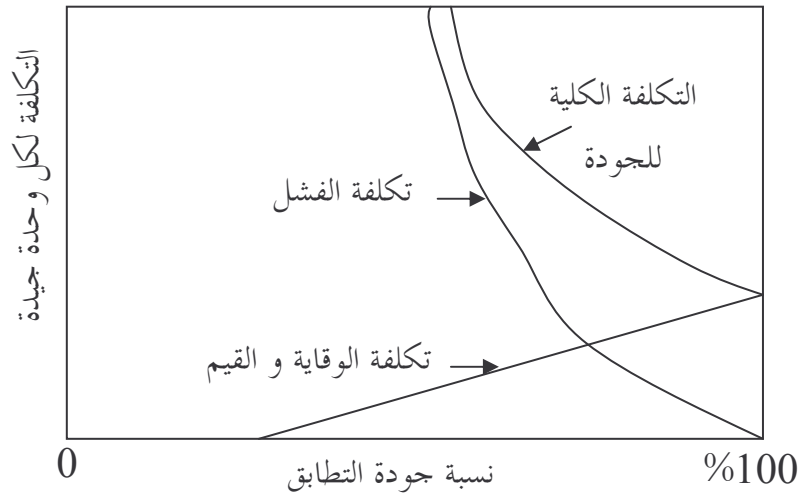 التكلفة لكل وحدة جيدة
التكلفة الكلية
للجودة
تكلفة الفشل
تكلفة الوقاية و القيم
0
نسبة جودة التطابق
%100